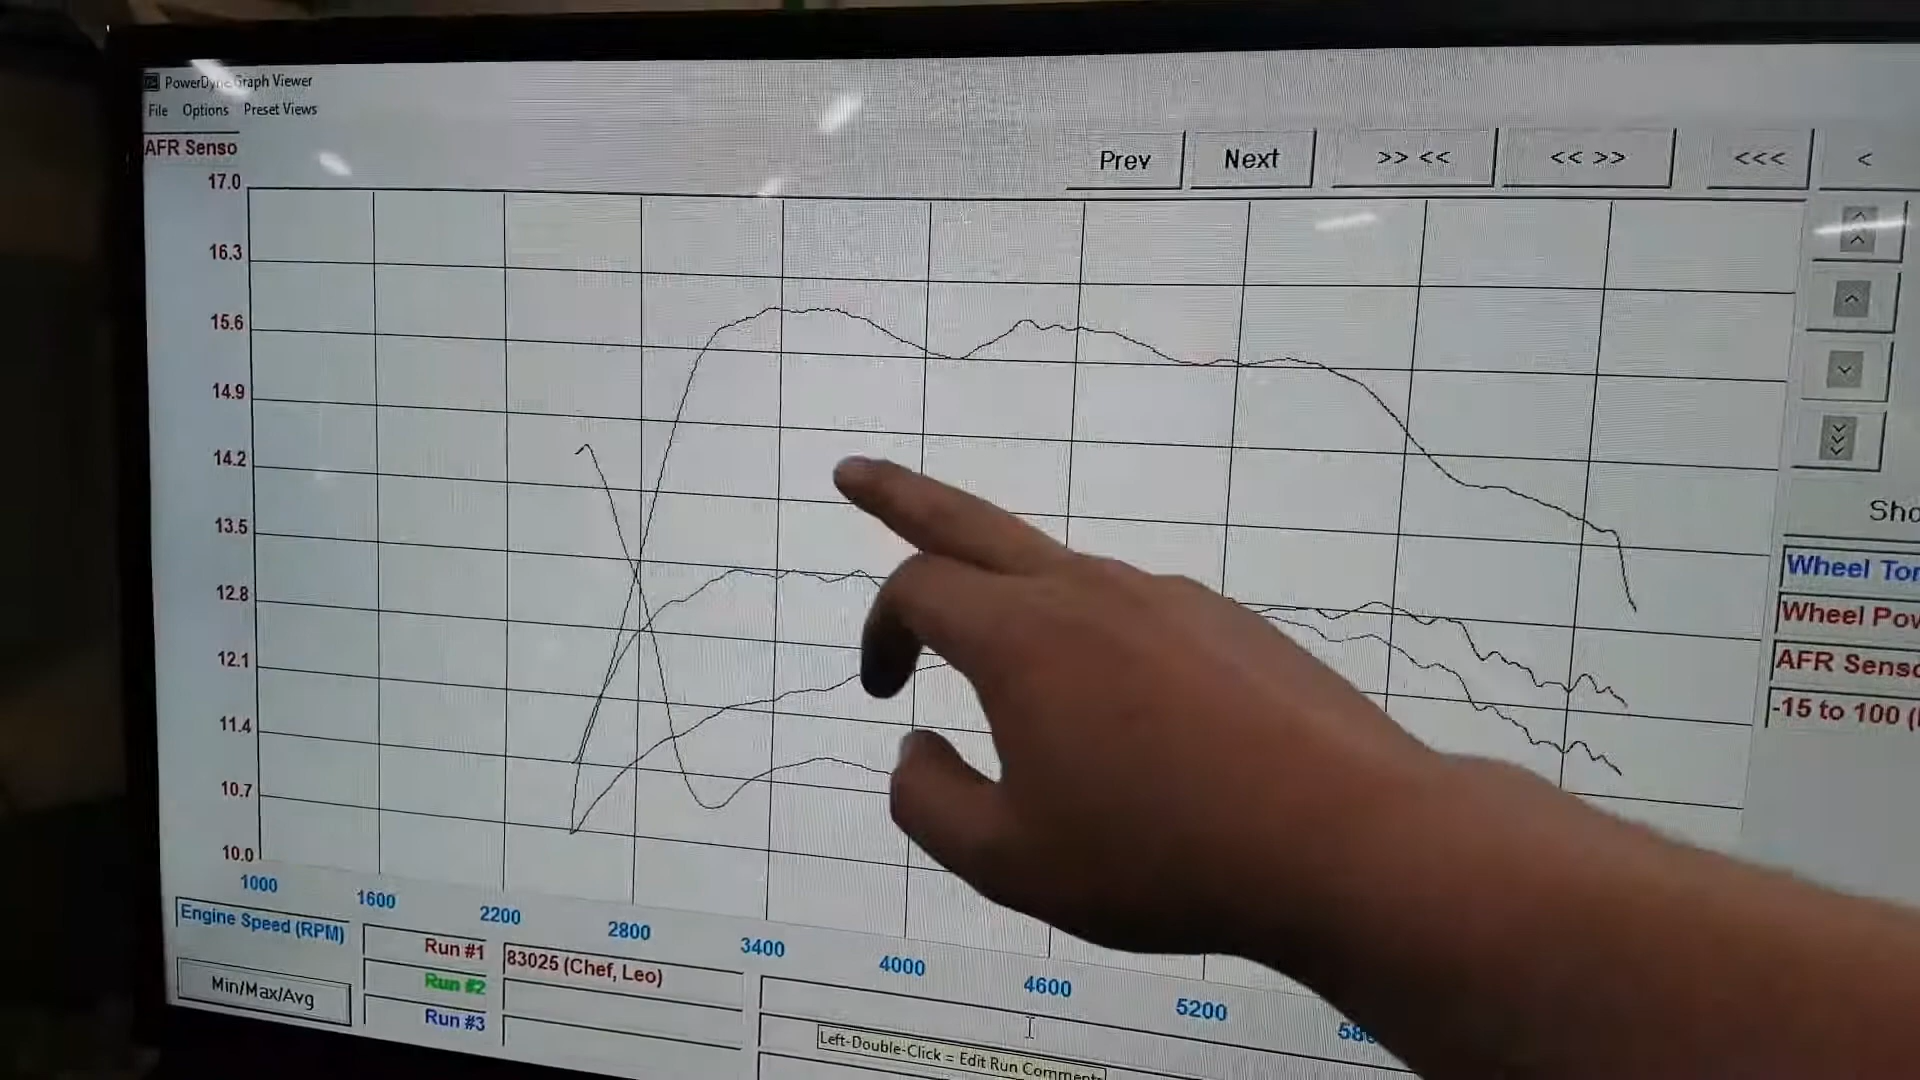 PowerDyne Graph Viewer
File Options Preset Views
AFR Senso
Prev Next >> << << >> <<< <
17.0
16.3
15.6
14.9
14.2
13.5
12.8
12.1
11.4
10.7
10.0
Sho
Wheel Tor
Wheel Pow
AFR Senso
-15 to 100 (
1000 1600 2200 2800 3400 4000 4600 5200 580
Engine Speed (RPM)
Run #1 83025 (Chef, Leo)
Run #2
Run #3
Min/Max/Avg
Left-Double-Click = Edit Run Comments